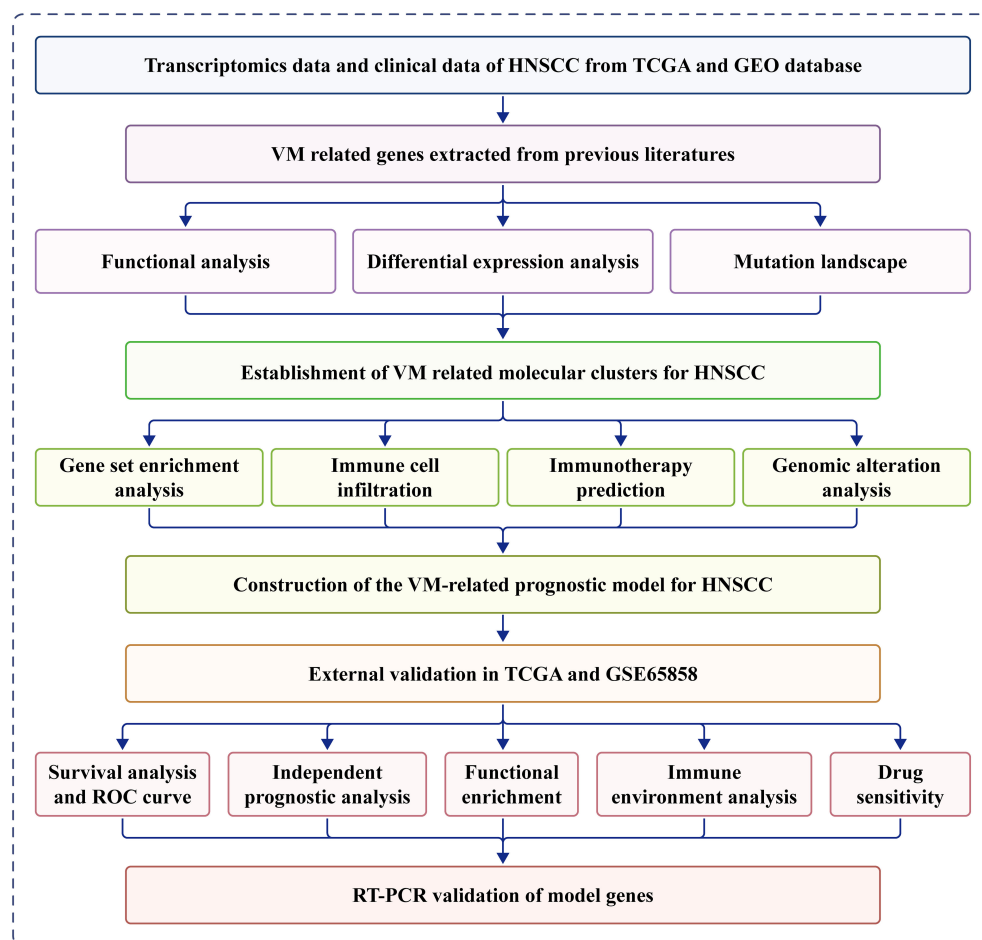 Transcriptomics data and clinical data of HNSCC from TCGA and GEO database
VM related genes extracted from previous literatures
Functional analysis
Differential expression analysis
Mutation landscape
Establishment of VM related molecular clusters for HNSCC
Gene set enrichment
analysis
Immune cell
infiltration
Immunotherapy
prediction
Genomic alteration
analysis
Construction of the VM-related prognostic model for HNSCC
External validation in TCGA and GSE65858
Survival analysis
and ROC curve
Independent
prognostic analysis
Functional
enrichment
Immune
environment analysis
Drug
sensitivity
RT-PCR validation of model genes